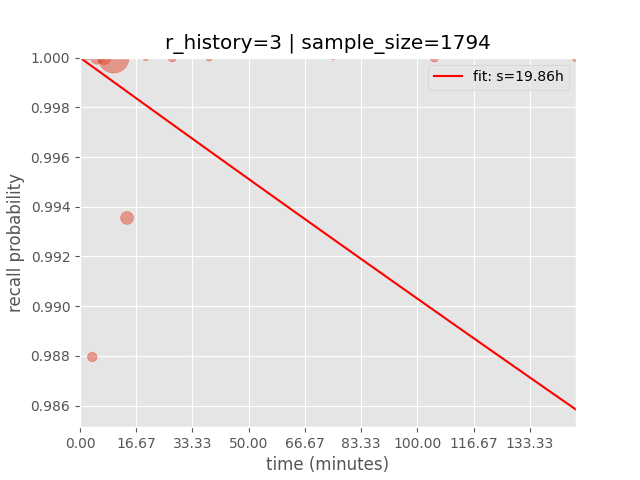 r_history=3 | sample_size=1794
fit: s=19.86h
recall probability
1.000
0.998
0.996
0.994
0.992
0.990
0.988
0.986
0.00 16.67 33.33 50.00 66.67 83.33 100.00 116.67 133.33
time (minutes)